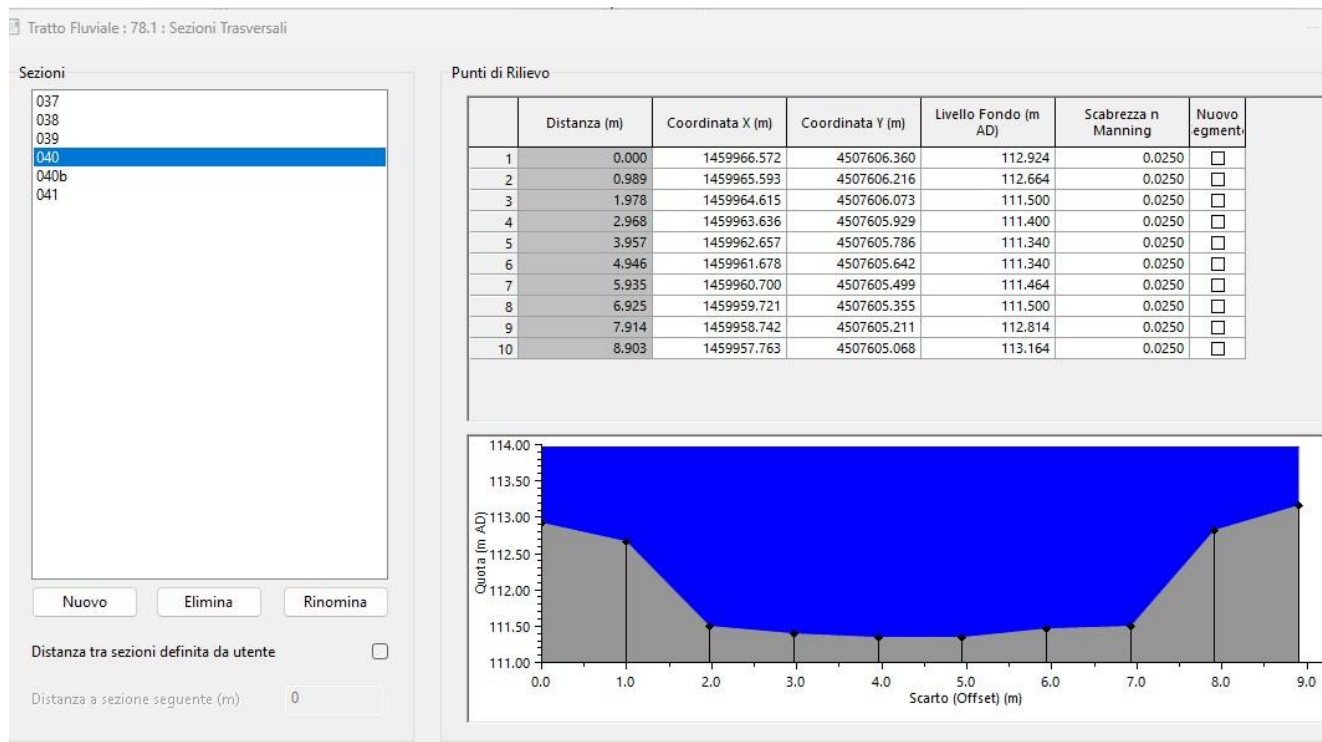 Tratto Fluviale : 78.1 : Sezioni Trasversali
Sezioni
037
038
039
040
040b
041
Nuovo Elimina Rinomina
Distanza tra sezioni definita da utente
Distanza a sezione seguente (m) 0
Punti di Rilievo
Distanza (m) Coordinata X (m) Coordinata Y (m) Livello Fondo (m AD) Scabrezza n Manning Nuovo egment
1 0.000 1459966.572 4507606.360 112.924 0.0250
2 0.989 1459965.593 4507606.216 112.664 0.0250
3 1.978 1459964.615 4507606.073 111.500 0.0250
4 2.968 1459963.636 4507605.929 111.400 0.0250
5 3.957 1459962.657 4507605.786 111.340 0.0250
6 4.946 1459961.678 4507605.642 111.340 0.0250
7 5.935 1459960.700 4507605.499 111.464 0.0250
8 6.925 1459959.721 4507605.355 111.500 0.0250
9 7.914 1459958.742 4507605.211 112.814 0.0250
10 8.903 1459957.763 4507605.068 113.164 0.0250
Quota (m AD)
114.00
113.50
113.00
112.50
112.00
111.50
111.00
0.0 1.0 2.0 3.0 4.0 5.0 6.0 7.0 8.0 9.0
Scarto (Offset) (m)